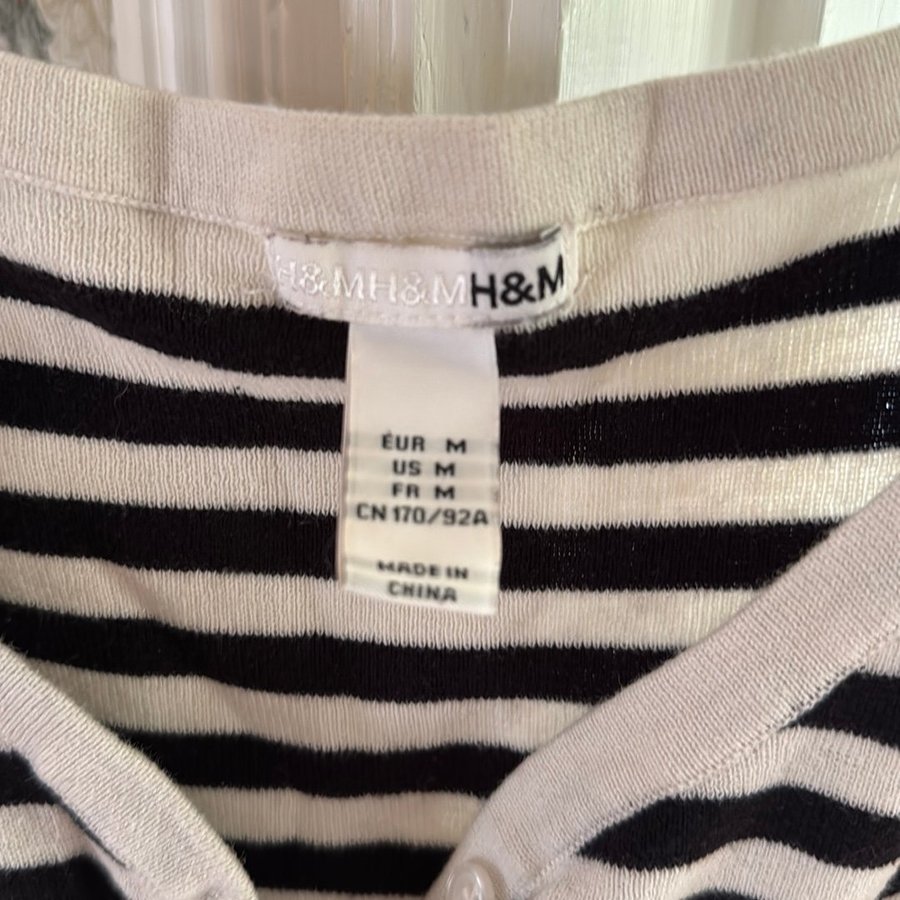 H&MH&MH&M
EUR M
US M
FR M
CN 170/92A
MADE IN
CHINA